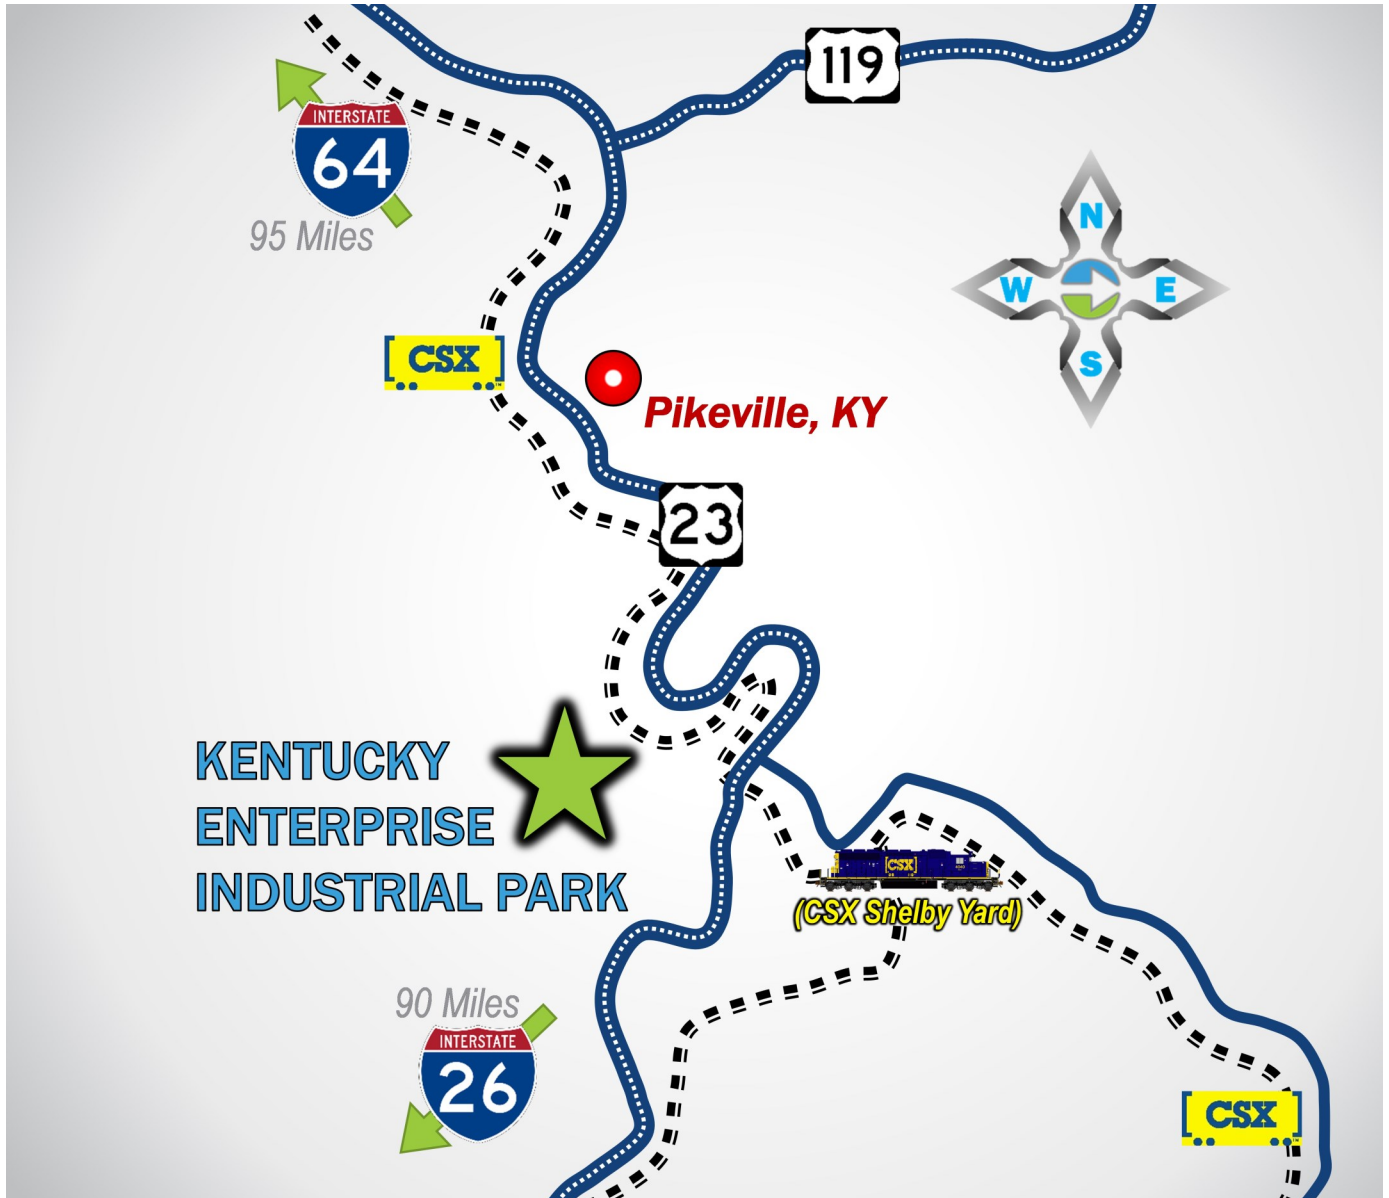 119
INTERSTATE
64
95 Miles
N
W
E
S
CSX
Pikeville, KY
23
KENTUCKY
ENTERPRISE
INDUSTRIAL PARK
CSX
(CSX Shelby Yard)
90 Miles
INTERSTATE
26
CSX